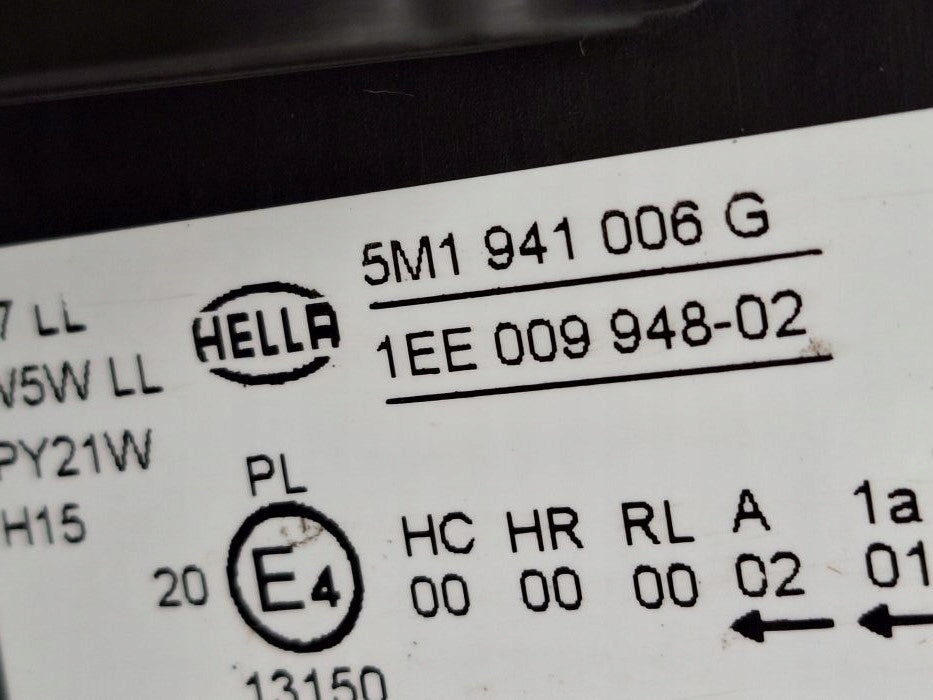 5M1 941 006 G
HELLA
1EE 009 948-02
7 LL
W5W LL
PY21W
H15
PL
HC HR RL A 1a
20 E4 00 00 00 02 01
13150